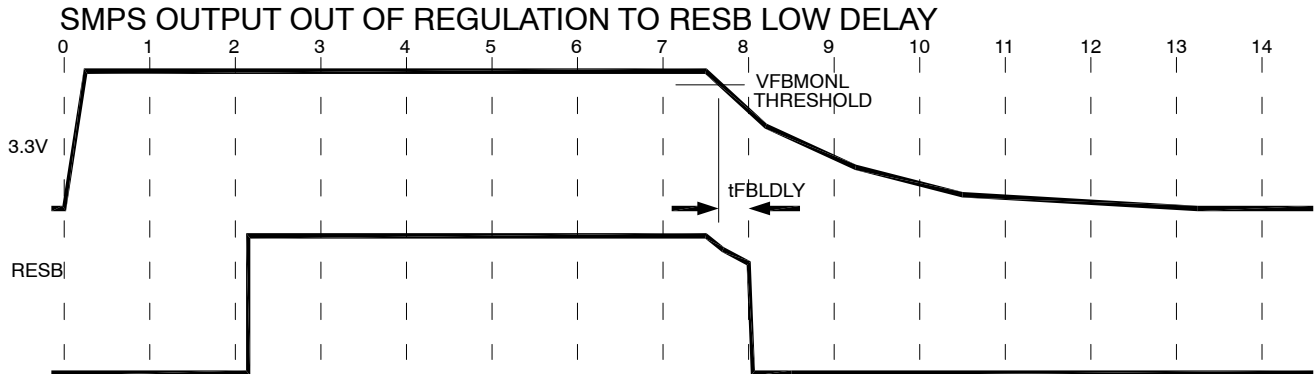 SMPS OUTPUT OUT OF REGULATION TO RESB LOW DELAY
0 1 2 3 4 5 6 7 8 9 10 11 12 13 14
VFBMONL
THRESHOLD
3.3V
tFBLDLY
RESB